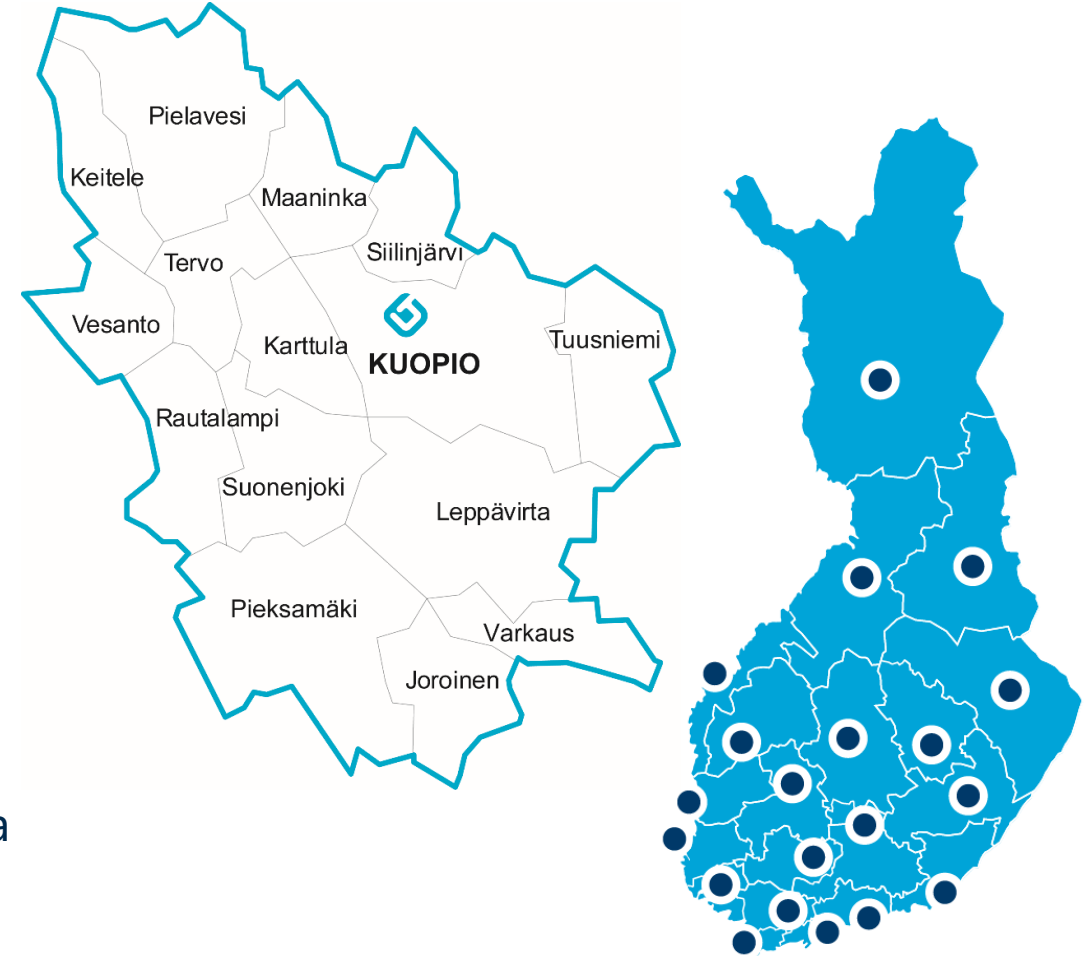 Pielavesi
Keitele
Maaninka
Siilinjärvi
Tervo
Vesanto
Karttula
Tuusniemi
KUOPIO
Rautalampi
Suonenjoki
Leppävirta
Pieksamäki
Varkaus
Joroinen
a